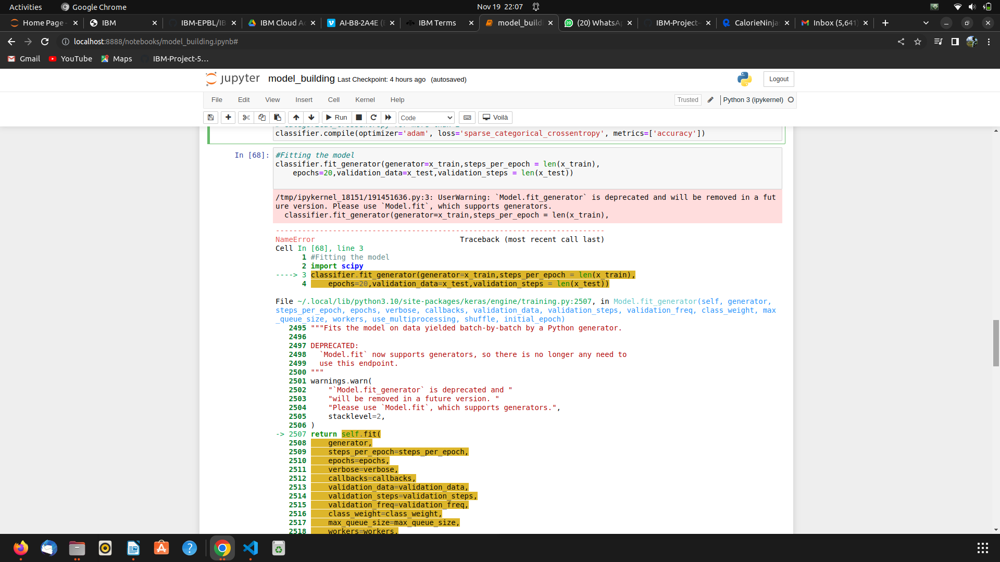 Activities
Google Chrome
Nov 19 22:07
Home Page -
IBM
IBM-EPBL/IB
IBM Cloud Ac
AI-B8-2A4E (
IBM Terms
model_build
(20) WhatsA
IBM-Project-
CalorieNinja
Inbox (5,641)
localhost:8888/notebooks/model_building.ipynb#
Gmail
YouTube
Maps
IBM-Project-5...
jupyter
model_building
Last Checkpoint: 4 hours ago
(autosaved)
Logout
File
Edit
View
Insert
Cell
Kernel
Help
Trusted
Python 3 (ipykernel)
Run
Code
Voilà
classifier.compile(optimizer='adam', loss='sparse_categorical_crossentropy', metrics=['accuracy'])
In [68]:
#Fitting the model
classifier.fit_generator(generator=x_train,steps_per_epoch = len(x_train),
    epochs=20,validation_data=x_test,validation_steps = len(x_test))
/tmp/ipykernel_18151/191451636.py:3: UserWarning: `Model.fit_generator` is deprecated and will be removed in a fut
ure version. Please use `Model.fit`, which supports generators.
  classifier.fit_generator(generator=x_train,steps_per_epoch = len(x_train),
---------------------------------------------------------------------------
NameError                                 Traceback (most recent call last)
Cell In [68], line 3
      1 #Fitting the model
      2 import scipy
----> 3 classifier.fit_generator(generator=x_train,steps_per_epoch = len(x_train),
      4     epochs=20,validation_data=x_test,validation_steps = len(x_test))
File ~/.local/lib/python3.10/site-packages/keras/engine/training.py:2507, in Model.fit_generator(self, generator,
steps_per_epoch, epochs, verbose, callbacks, validation_data, validation_steps, validation_freq, class_weight, max
_queue_size, workers, use_multiprocessing, shuffle, initial_epoch)
   2495 """Fits the model on data yielded batch-by-batch by a Python generator.
   2496
   2497 DEPRECATED:
   2498   `Model.fit` now supports generators, so there is no longer any need to
   2499   use this endpoint.
   2500 """
   2501 warnings.warn(
   2502     "`Model.fit_generator` is deprecated and "
   2503     "will be removed in a future version. "
   2504     "Please use `Model.fit`, which supports generators.",
   2505     stacklevel=2,
   2506 )
-> 2507 return self.fit(
   2508     generator,
   2509     steps_per_epoch=steps_per_epoch,
   2510     epochs=epochs,
   2511     verbose=verbose,
   2512     callbacks=callbacks,
   2513     validation_data=validation_data,
   2514     validation_steps=validation_steps,
   2515     validation_freq=validation_freq,
   2516     class_weight=class_weight,
   2517     max_queue_size=max_queue_size,
   2518     workers=workers,